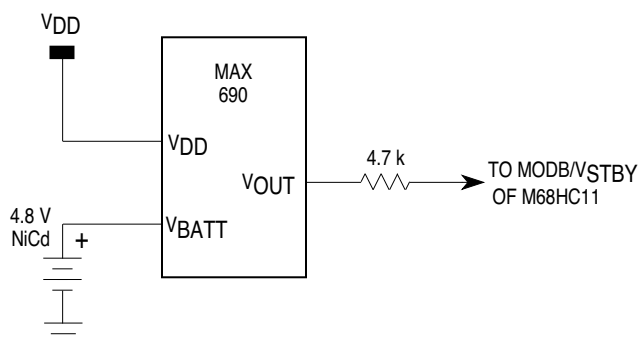 VDD
MAX
690
VDD
4.7 k
VOUT
TO MODB/VSTBY
OF M68HC11
4.8 V
NiCd
+
VBATT